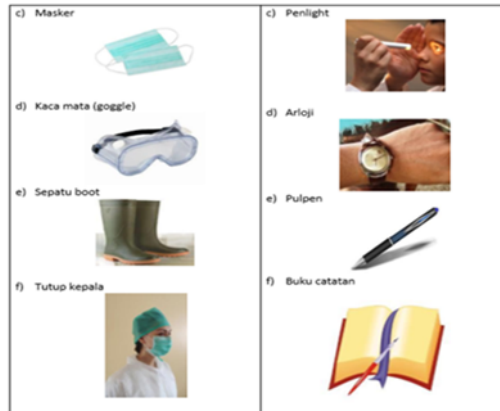 c) Masker
d) Kaca mata (goggle)
e) Sepatu boot
f) Tutup kepala
c) Penlight
d) Arloji
e) Pulpen
f) Buku catatan